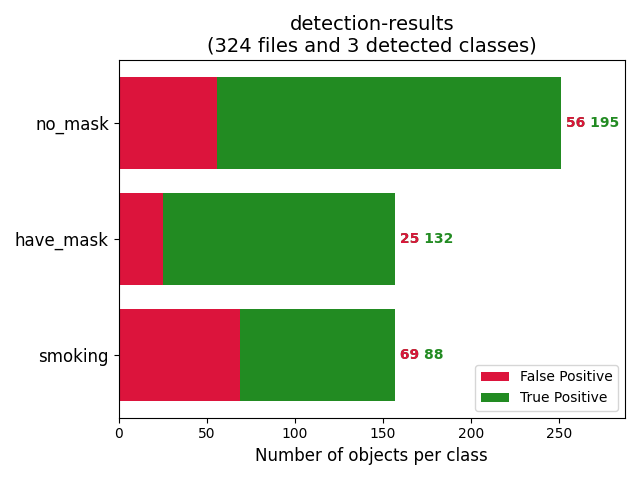 detection-results
(324 files and 3 detected classes)
no_mask
56 195
have_mask
25 132
smoking
69 88
False Positive
True Positive
0 50 100 150 200 250
Number of objects per class